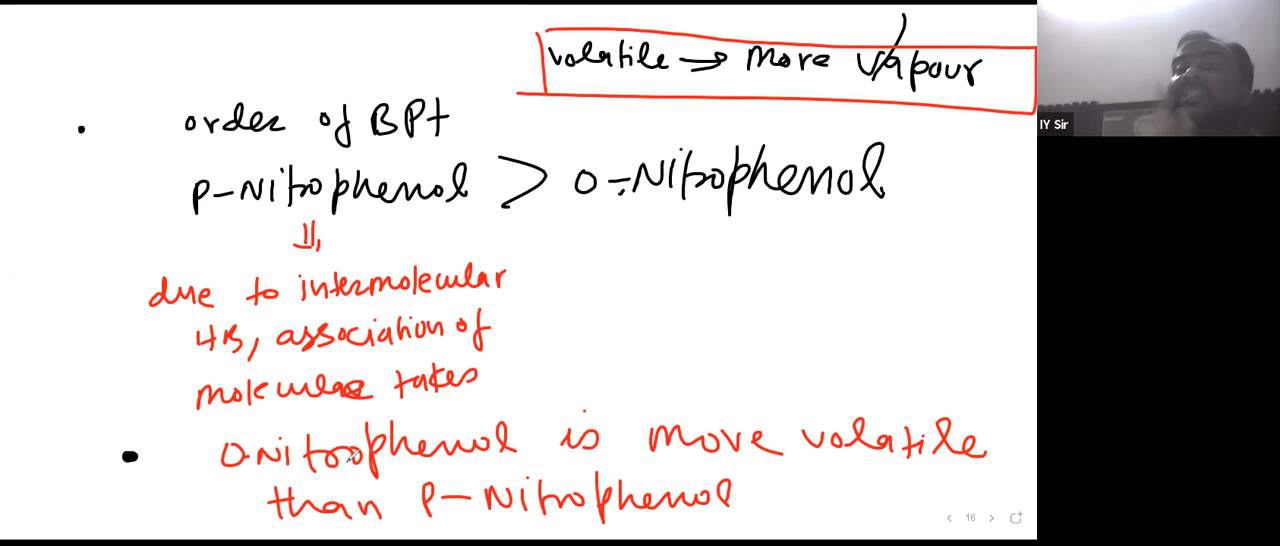 volatile → More vapour
. order of BPt
P-Nitrophenol > O-Nitrophenol
⇓
due to intermolecular
HB, association of
molecules takes
• O-Nitrophenol is more volatile
than P-Nitrophenol
IY Sir
< 16 >